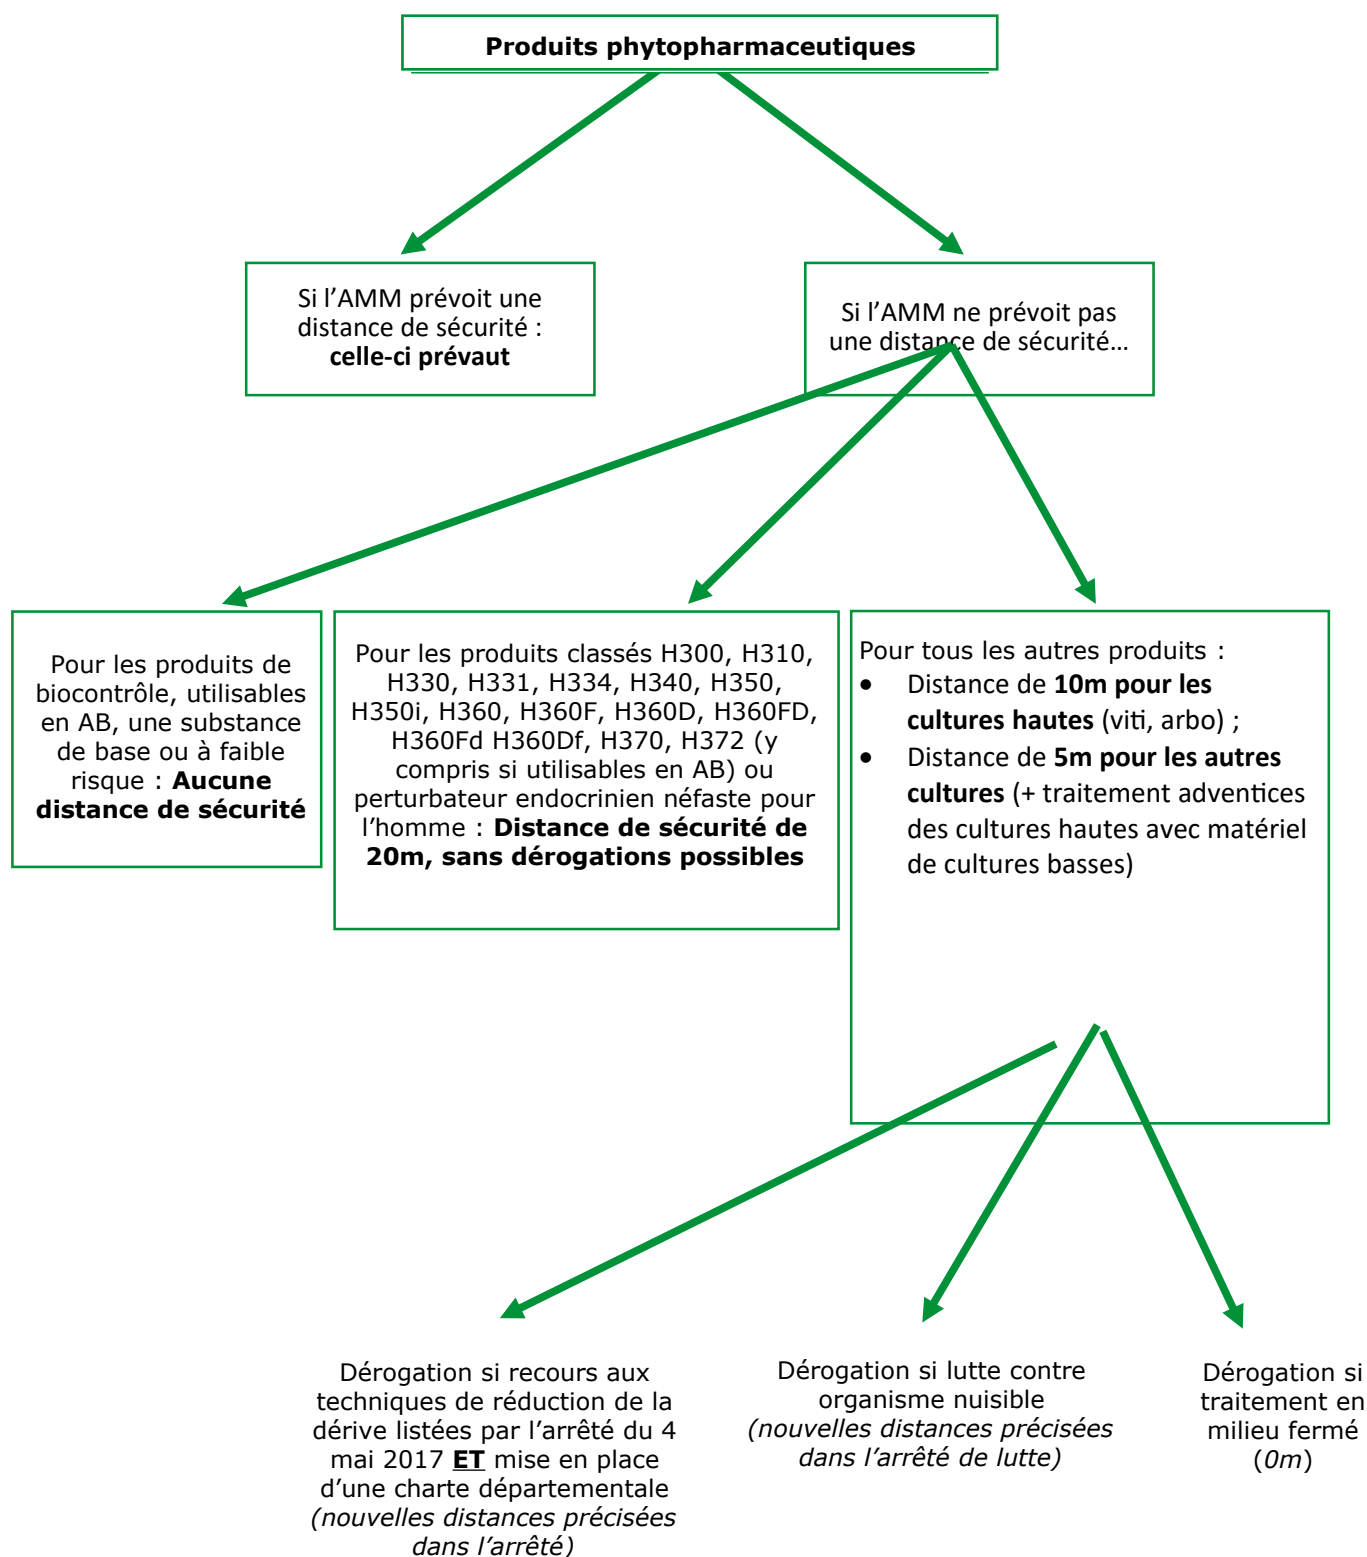 Produits phytopharmaceutiques
Si l’AMM prévoit une
distance de sécurité :
celle-ci prévaut
Si l’AMM ne prévoit pas
une distance de sécurité…
Pour les produits de
biocontrôle, utilisables
en AB, une substance
de base ou à faible
risque : Aucune
distance de sécurité
Pour les produits classés H300, H310,
H330, H331, H334, H340, H350,
H350i, H360, H360F, H360D, H360FD,
H360Fd H360Df, H370, H372 (y
compris si utilisables en AB) ou
perturbateur endocrinien néfaste pour
l’homme : Distance de sécurité de
20m, sans dérogations possibles
Pour tous les autres produits :
• Distance de 10m pour les
cultures hautes (viti, arbo) ;
• Distance de 5m pour les autres
cultures (+ traitement adventices
des cultures hautes avec matériel
de cultures basses)
Dérogation si recours aux
techniques de réduction de la
dérive listées par l’arrêté du 4
mai 2017 ET mise en place
d’une charte départementale
(nouvelles distances précisées
dans l’arrêté)
Dérogation si lutte contre
organisme nuisible
(nouvelles distances précisées
dans l’arrêté de lutte)
Dérogation si
traitement en
milieu fermé
(0m)